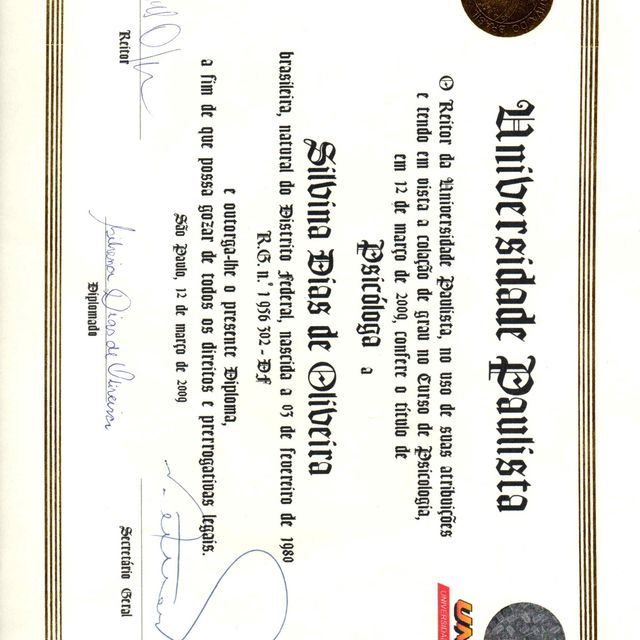 Universidade Paulista
O Reitor da Universidade Paulista, no uso de suas atribuições
e tendo em vista a colação de grau no Curso de Psicologia,
em 12 de março de 2009, confere o título de
Psicóloga a
Silvina Dias de Oliveira
brasileira, natural do Distrito Federal, nascida a 03 de fevereiro de 1980
R.G. n.º 1 956 302 - DF
e outorga-lhe o presente Diploma,
a fim de que possa gozar de todos os direitos e prerrogativas legais.
São Paulo, 12 de março de 2009
Reitor
Silvina Dias de Oliveira
Diplomado
Secretário Geral
UN
UNIVERSIDA